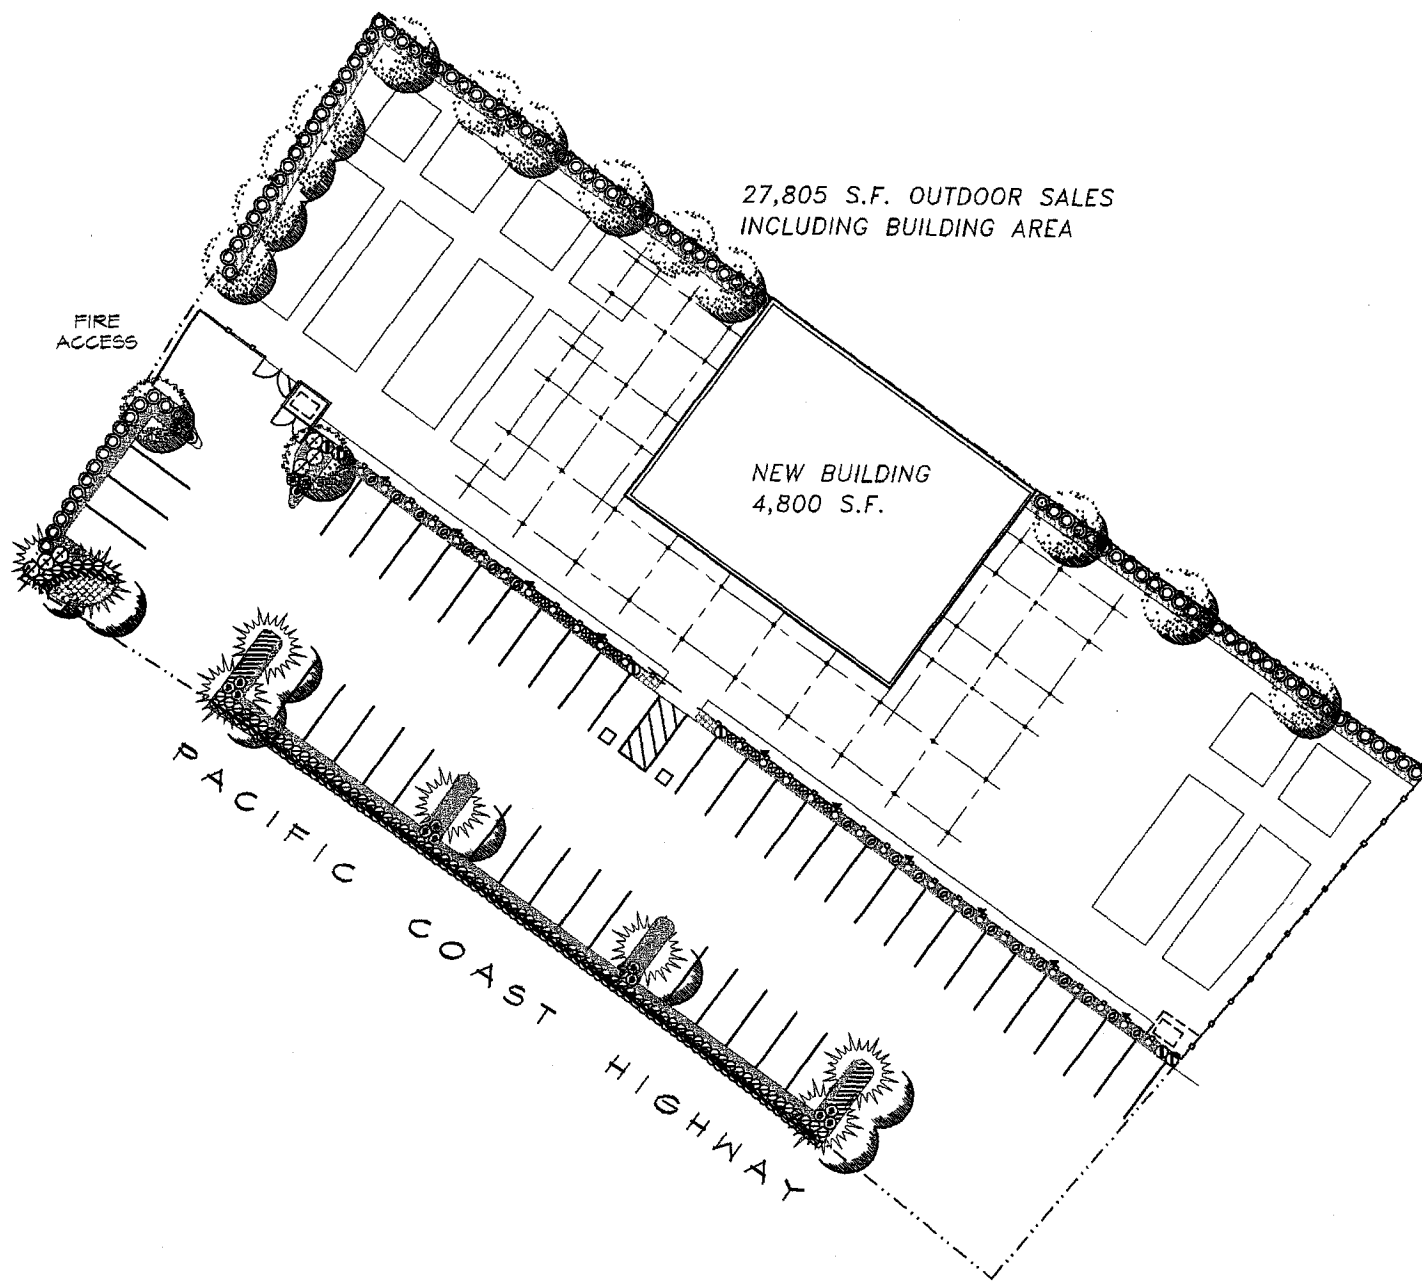 27,805 S.F. OUTDOOR SALES
INCLUDING BUILDING AREA
FIRE
ACCESS
NEW BUILDING
4,800 S.F.
PACIFIC COAST HIGHWAY